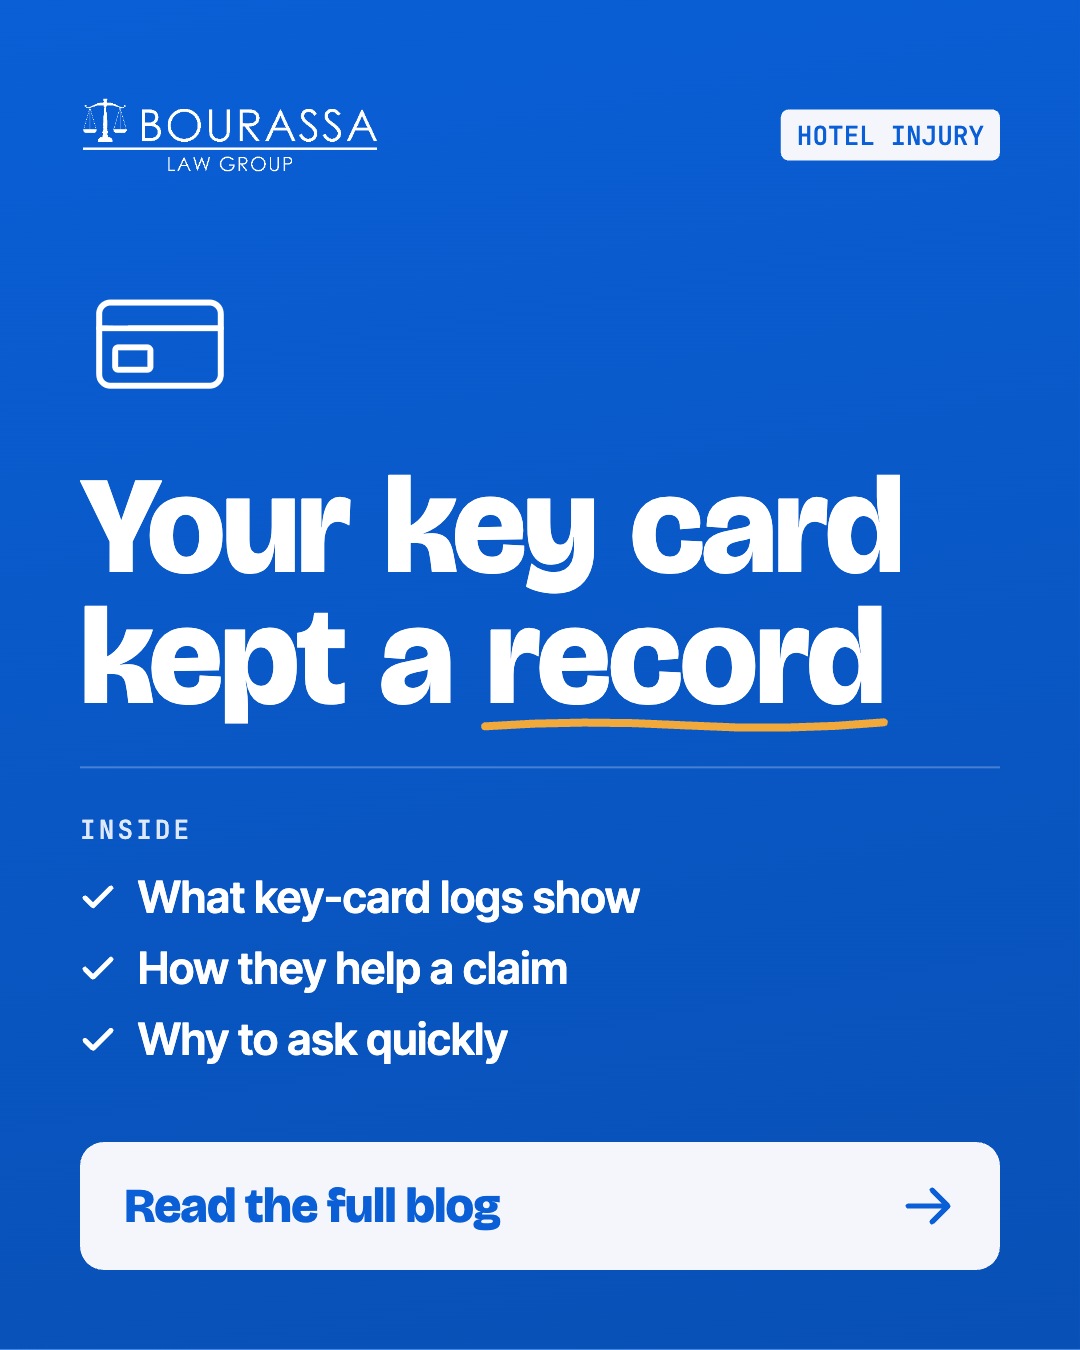 BOURASSA
LAW GROUP
HOTEL INJURY
Your key card
kept a record
INSIDE
What key-card logs show
How they help a claim
Why to ask quickly
Read the full blog